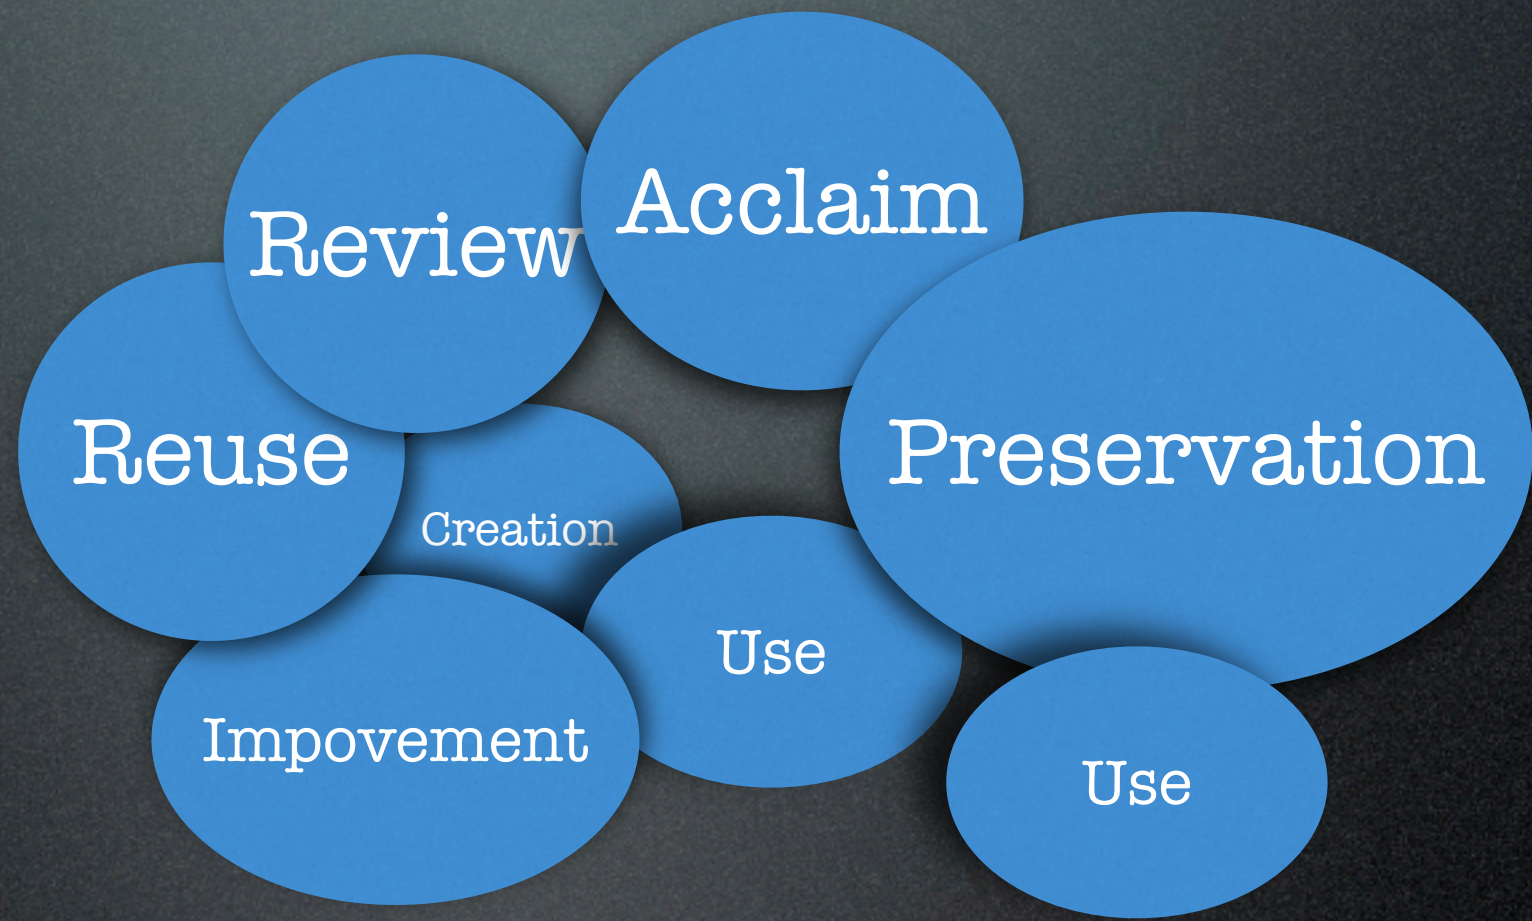 Acclaim
Review
Reuse
Preservation
Creation
Use
Impovement
Use